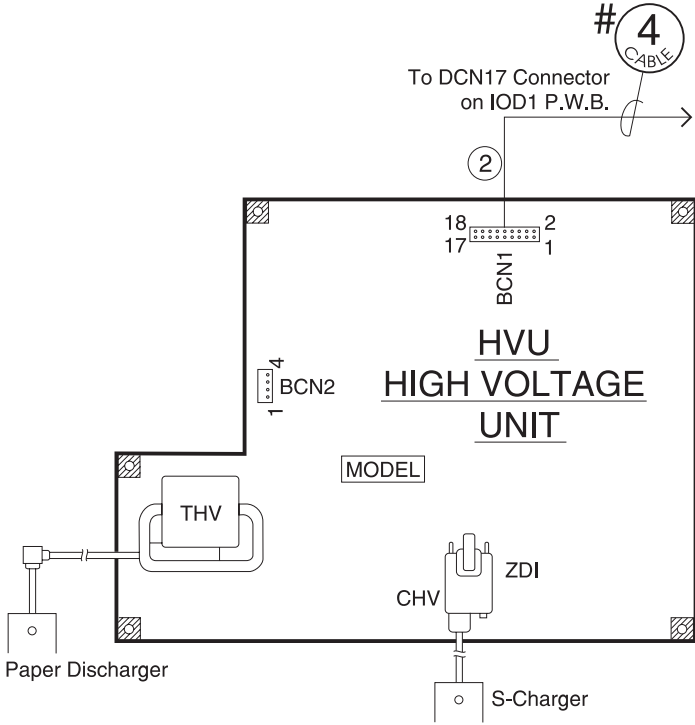 # 4
CABLE
To DCN17 Connector
on IOD1 P.W.B.
2
18 2
17 1
BCN1
HVU
HIGH VOLTAGE
UNIT
4
BCN2
1
MODEL
THV
ZDI
CHV
Paper Discharger
S-Charger